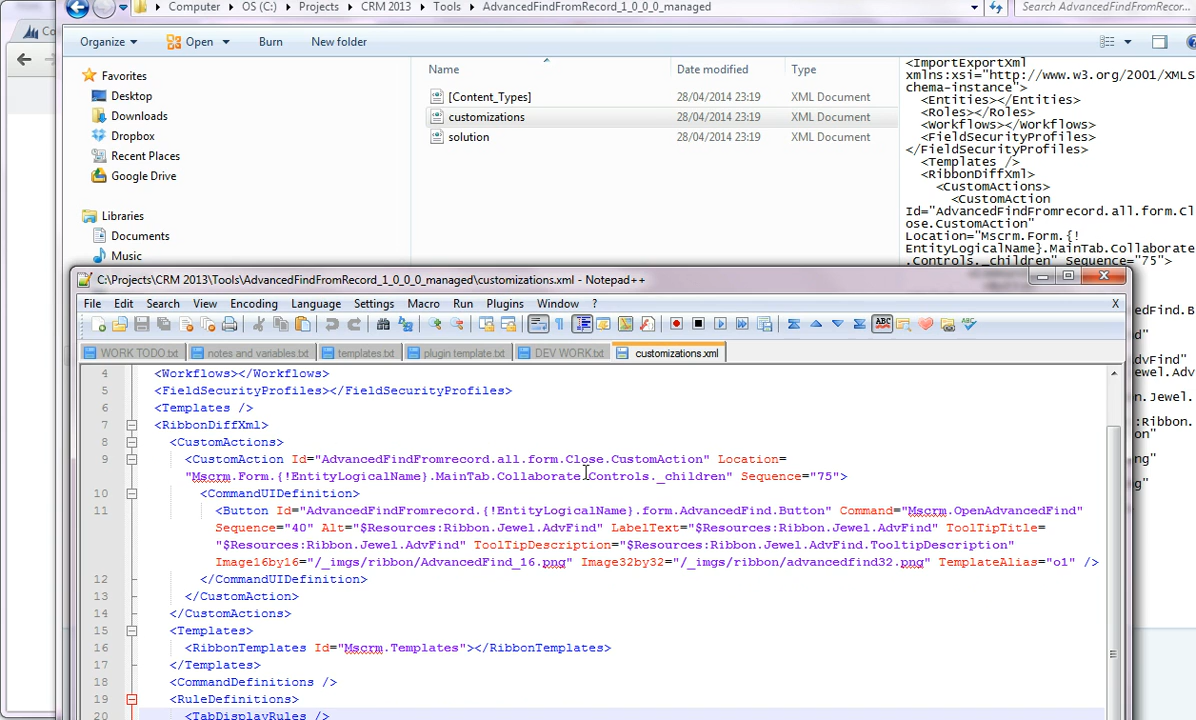 Computer ▸ OS (C:) ▸ Projects ▸ CRM 2013 ▸ Tools ▸ AdvancedFindFromRecord_1_0_0_0_managed
Search AdvancedFindFromRecor...
Organize Open Burn New folder
Favorites
Desktop
Downloads
Dropbox
Recent Places
Google Drive
Libraries
Documents
Music
Name Date modified Type
[Content_Types] 28/04/2014 23:19 XML Document
customizations 28/04/2014 23:19 XML Document
solution 28/04/2014 23:19 XML Document
<ImportExportXml
xmlns:xsi="http://www.w3.org/2001/XMLS
chema-instance">
<Entities></Entities>
<Roles></Roles>
<Workflows></Workflows>
<FieldSecurityProfiles>
</FieldSecurityProfiles>
<Templates />
<RibbonDiffXml>
<CustomActions>
<CustomAction
Id="AdvancedFindFromrecord.all.form.Cl
ose.CustomAction"
Location="Mscrm.Form.{!
EntityLogicalName}.MainTab.Collaborate
.Controls._children" Sequence="75">
C:\Projects\CRM 2013\Tools\AdvancedFindFromRecord_1_0_0_0_managed\customizations.xml - Notepad++
File Edit Search View Encoding Language Settings Macro Run Plugins Window ? X
WORK TODO.txt notes and variables.txt templates.txt plugin template.txt DEV WORK.txt customizations.xml
4 <Workflows></Workflows>
5 <FieldSecurityProfiles></FieldSecurityProfiles>
6 <Templates />
7 <RibbonDiffXml>
8 <CustomActions>
9 <CustomAction Id="AdvancedFindFromrecord.all.form.Close.CustomAction" Location=
"Mscrm.Form.{!EntityLogicalName}.MainTab.Collaborate.Controls._children" Sequence="75">
10 <CommandUIDefinition>
11 <Button Id="AdvancedFindFromrecord.{!EntityLogicalName}.form.AdvancedFind.Button" Command="Mscrm.OpenAdvancedFind"
Sequence="40" Alt="$Resources:Ribbon.Jewel.AdvFind" LabelText="$Resources:Ribbon.Jewel.AdvFind" ToolTipTitle=
"$Resources:Ribbon.Jewel.AdvFind" ToolTipDescription="$Resources:Ribbon.Jewel.AdvFind.TooltipDescription"
Image16by16="/_imgs/ribbon/AdvancedFind_16.png" Image32by32="/_imgs/ribbon/advancedfind32.png" TemplateAlias="o1" />
12 </CommandUIDefinition>
13 </CustomAction>
14 </CustomActions>
15 <Templates>
16 <RibbonTemplates Id="Mscrm.Templates"></RibbonTemplates>
17 </Templates>
18 <CommandDefinitions />
19 <RuleDefinitions>
20 <TabDisplayRules />